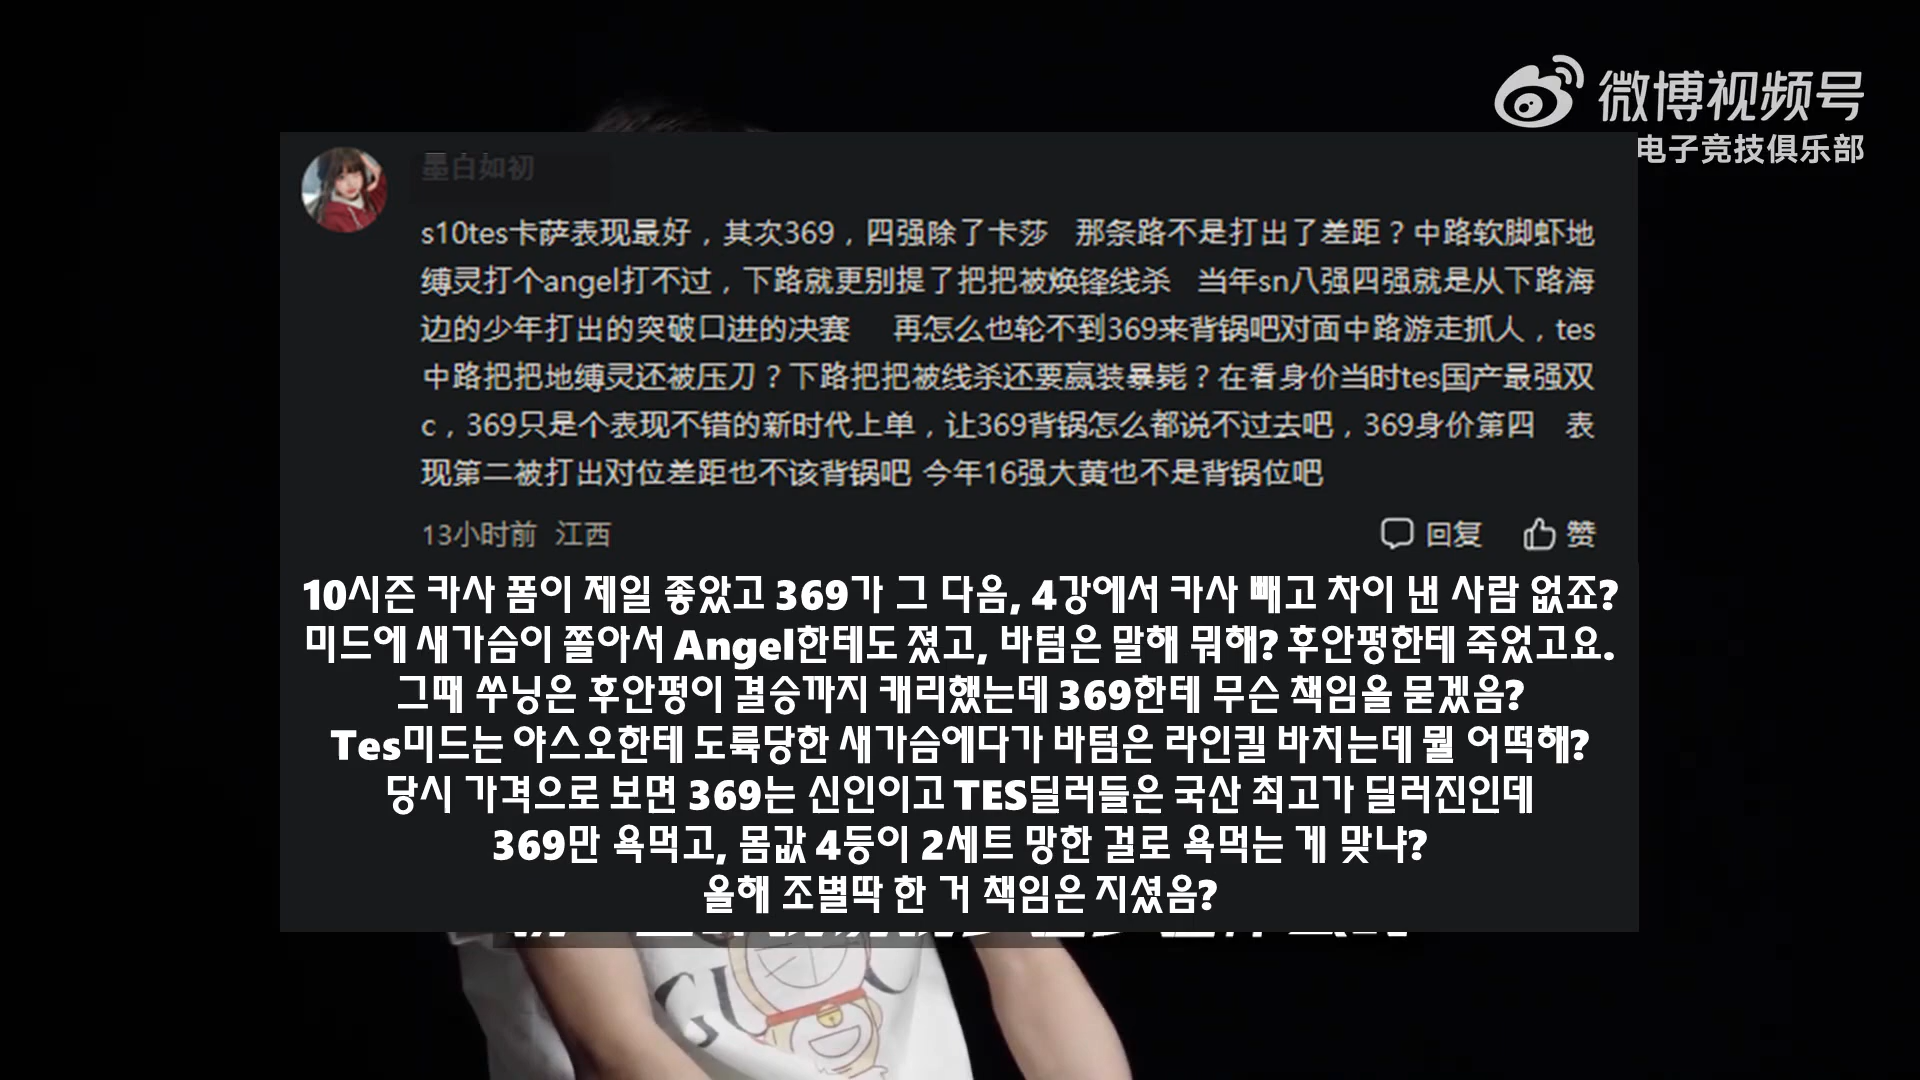 微博视频号
电子竞技俱乐部
墨白如初
s10tes卡萨表现最好，其次369，四强除了卡莎 那条路不是打出了差距？中路软脚虾地
缚灵打个angel打不过，下路就更别提了把把被焕锋线杀 当年sn八强四强就是从下路海
边的少年打出的突破口进的决赛 再怎么也轮不到369来背锅吧对面中路游走抓人，tes
中路把把地缚灵还被压刀？下路把把被线杀还要赢装暴毙？在看身价当时tes国产最强双
c，369只是个表现不错的新时代上单，让369背锅怎么都说不过去吧，369身价第四 表
现第二被打出对位差距也不该背锅吧 今年16强大黄也不是背锅位吧
13小时前 江西
回复 赞
10시즌 카사 폼이 제일 좋았고 369가 그 다음, 4강에서 카사 빼고 차이 낸 사람 없죠?
미드에 새가슴이 쫄아서 Angel한테도 졌고, 바텀은 말해 뭐해? 후안펑한테 죽었고요.
그때 쑤닝은 후안펑이 결승까지 캐리했는데 369한테 무슨 책임을 묻겠음?
Tes미드는 야스오한테 도륙당한 새가슴에다가 바텀은 라인킬 바치는데 뭘 어떡해?
당시 가격으로 보면 369는 신인이고 TES딜러들은 국산 최고가 딜러진인데
369만 욕먹고, 몸값 4등이 2세트 망한 걸로 욕먹는 게 맞냐?
올해 조별딱 한 거 책임은 지셨음?